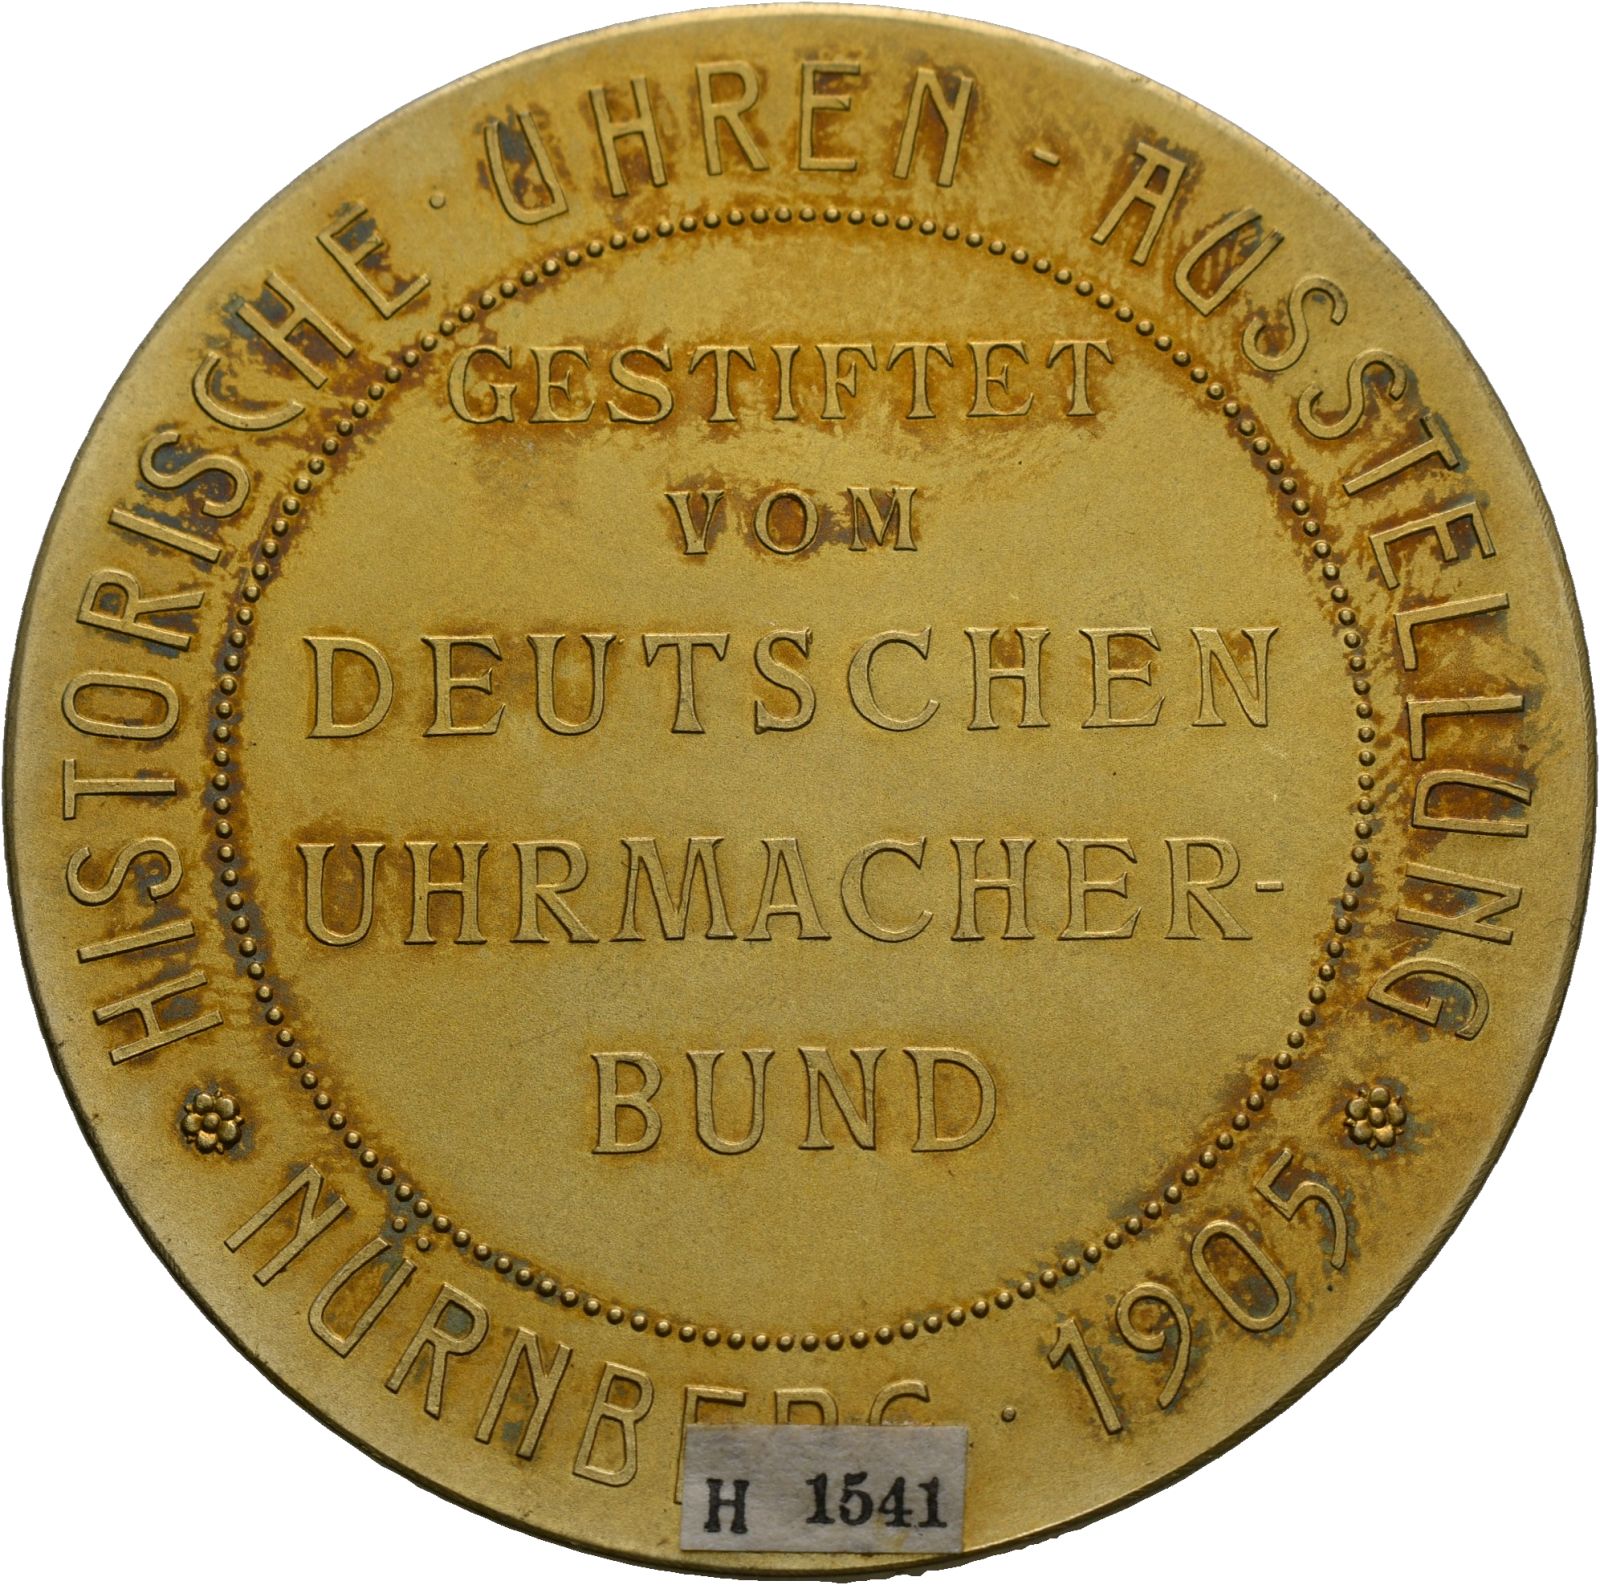 HISTORISCHE · UHREN - AUSSTELLUNG
GESTIFTET
VOM
DEUTSCHEN
UHRMACHER-
BUND
NÜRNBERG · 1905
H 1541